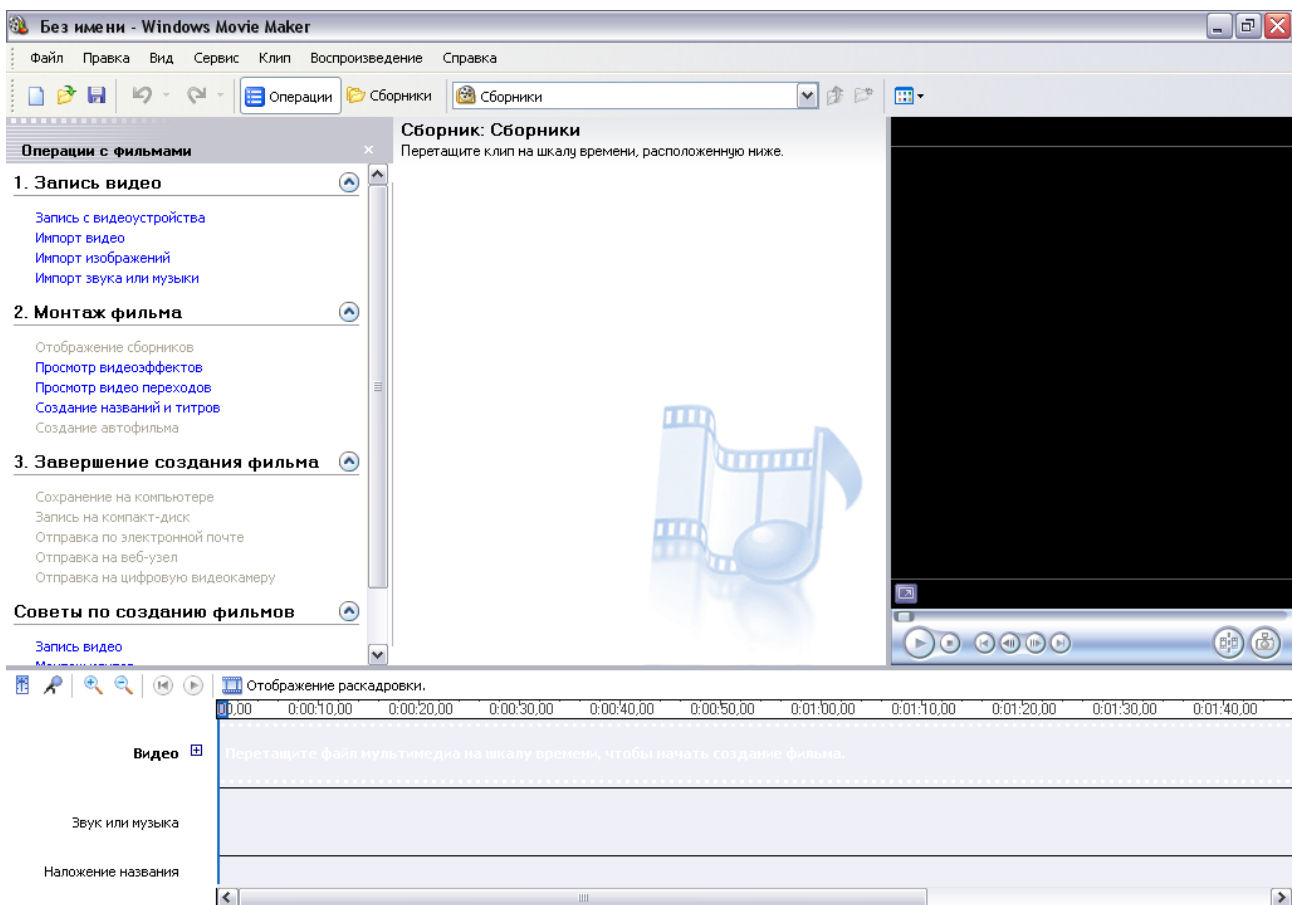 Без имени - Windows Movie Maker
Файл Правка Вид Сервис Клип Воспроизведение Справка
Операции Сборники Сборники
Операции с фильмами
1. Запись видео
Запись с видеоустройства
Импорт видео
Импорт изображений
Импорт звука или музыки
2. Монтаж фильма
Отображение сборников
Просмотр видеоэффектов
Просмотр видео переходов
Создание названий и титров
Создание автофильма
3. Завершение создания фильма
Сохранение на компьютере
Запись на компакт-диск
Отправка по электронной почте
Отправка на веб-узел
Отправка на цифровую видеокамеру
Советы по созданию фильмов
Запись видео
Сборник: Сборники
Перетащите клип на шкалу времени, расположенную ниже.
Отображение раскадровки.
0:00:10,00 0:00:20,00 0:00:30,00 0:00:40,00 0:00:50,00 0:01:00,00 0:01:10,00 0:01:20,00 0:01:30,00 0:01:40,00
Видео
Перетащите файл мультимедиа на шкалу времени, чтобы начать создание фильма.
Звук или музыка
Наложение названия